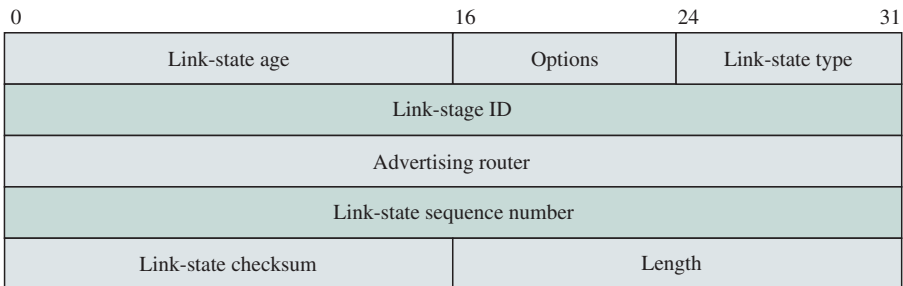 0 16 24 31
Link-state age Options Link-state type
Link-stage ID
Advertising router
Link-state sequence number
Link-state checksum Length